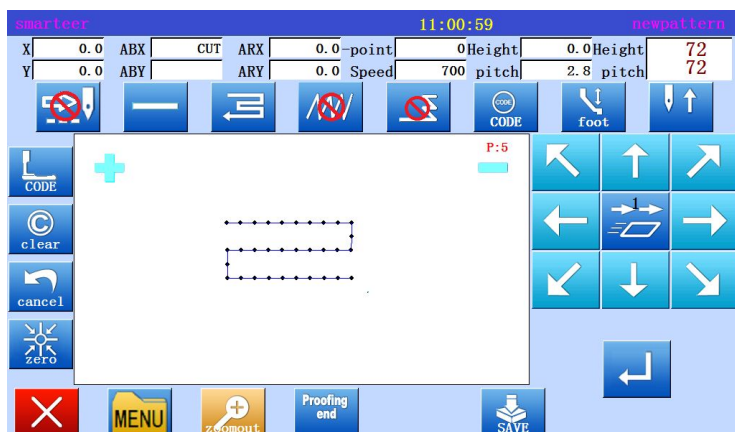 smarteer 11:00:59 newpattern
X 0.0 ABX CUT ARX 0.0 -point 0 Height 0.0 Height 72
Y 0.0 ABY ARY 0.0 Speed 700 pitch 2.8 pitch 72
CODE
CODE
foot
P:5
CODE
1
C
clear
cancel
zero
MENU
zoomout
Proofing
end
SAVE